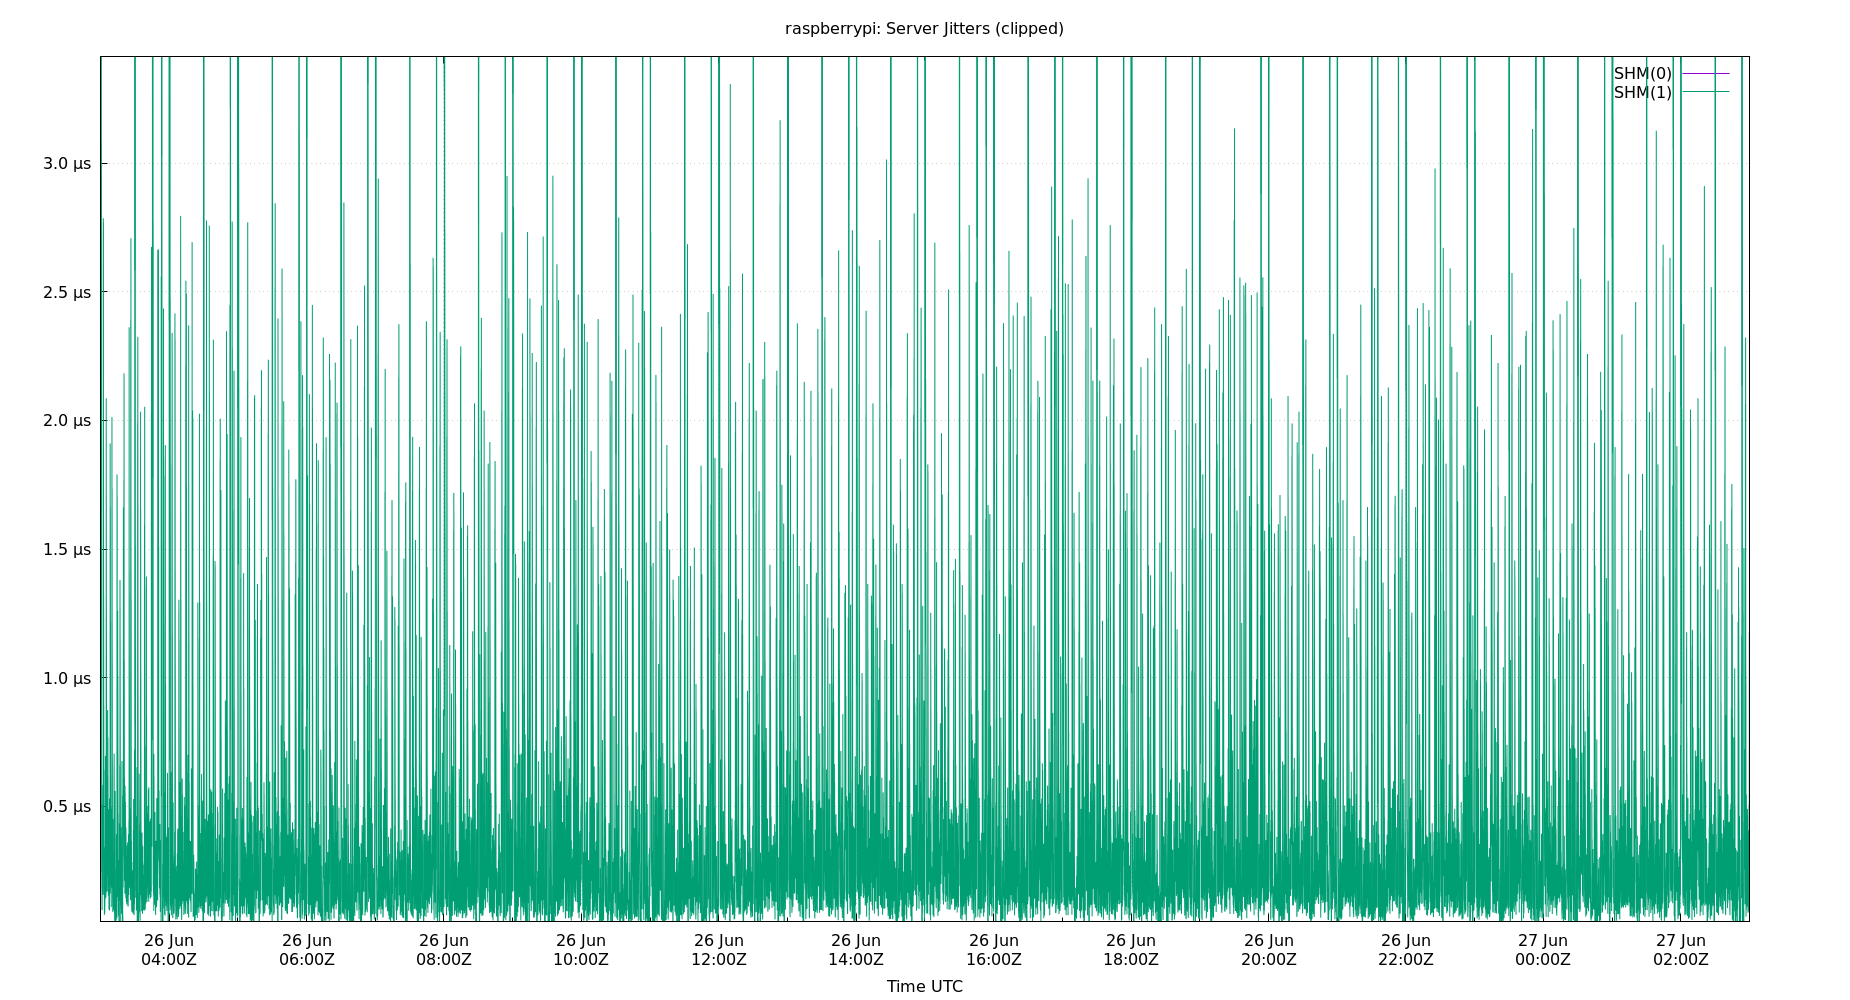 raspberrypi: Server Jitters (clipped)
SHM(0)
SHM(1)
3.0 μs
2.5 μs
2.0 μs
1.5 μs
1.0 μs
0.5 μs
26 Jun 26 Jun 26 Jun 26 Jun 26 Jun 26 Jun 26 Jun 26 Jun 26 Jun 26 Jun 27 Jun 27 Jun
04:00Z 06:00Z 08:00Z 10:00Z 12:00Z 14:00Z 16:00Z 18:00Z 20:00Z 22:00Z 00:00Z 02:00Z
Time UTC